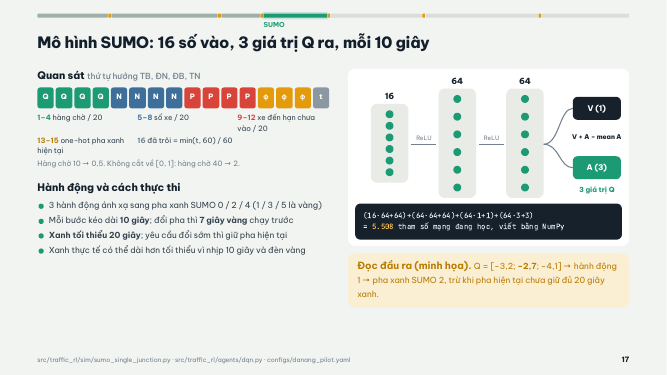 SUMO
Mô hình SUMO: 16 số vào, 3 giá trị Q ra, mỗi 10 giây
Quan sát thứ tự hướng TB, ĐN, ĐB, TN
Q Q Q Q N N N N P P P P φ φ φ t
1–4 hàng chờ / 20
5–8 số xe / 20
9–12 xe đến hạn chưa
vào / 20
13–15 one-hot pha xanh
hiện tại
16 đã trôi = min(t, 60) / 60
Hàng chờ 10 → 0,5. Không cắt về [0, 1]: hàng chờ 40 → 2.
Hành động và cách thực thi
3 hành động ánh xạ sang pha xanh SUMO 0 / 2 / 4 (1 / 3 / 5 là vàng)
Mỗi bước kéo dài 10 giây; đổi pha thì 7 giây vàng chạy trước
Xanh tối thiểu 20 giây; yêu cầu đổi sớm thì giữ pha hiện tại
Xanh thực tế có thể dài hơn tối thiểu vì nhịp 10 giây và đèn vàng
16
64
64
ReLU
ReLU
V (1)
V + A − mean A
A (3)
3 giá trị Q
(16·64+64)+(64·64+64)+(64·1+1)+(64·3+3)
= 5.508 tham số mạng đang học, viết bằng NumPy
Đọc đầu ra (minh họa). Q = [−3,2; −2,7; −4,1] → hành động
1 → pha xanh SUMO 2, trừ khi pha hiện tại chưa giữ đủ 20 giây
xanh.
src/traffic_rl/sim/sumo_single_junction.py · src/traffic_rl/agents/dqn.py · configs/danang_pilot.yaml
17